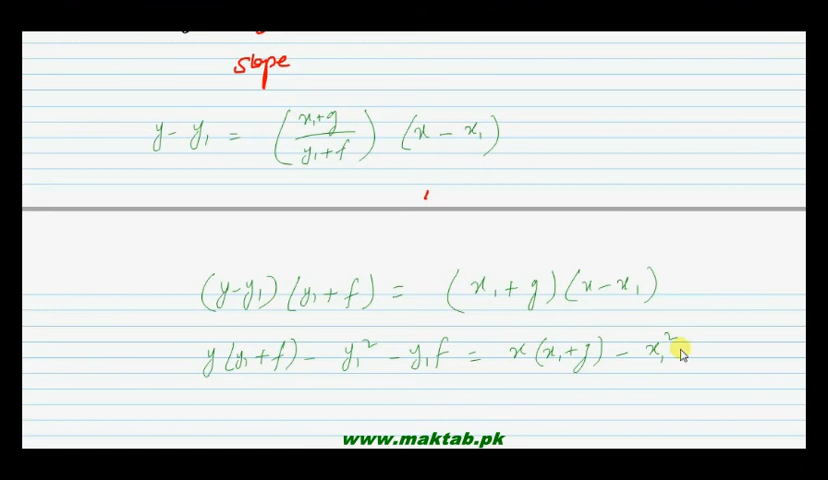 slope
y - y₁ = (x₁+g / y₁+f) (x - x₁)
(y-y₁)(y₁+f) = (x₁+g)(x-x₁)
y(y₁+f) - y₁² - y₁f = x(x₁+g) - x₁²
www.maktab.pk